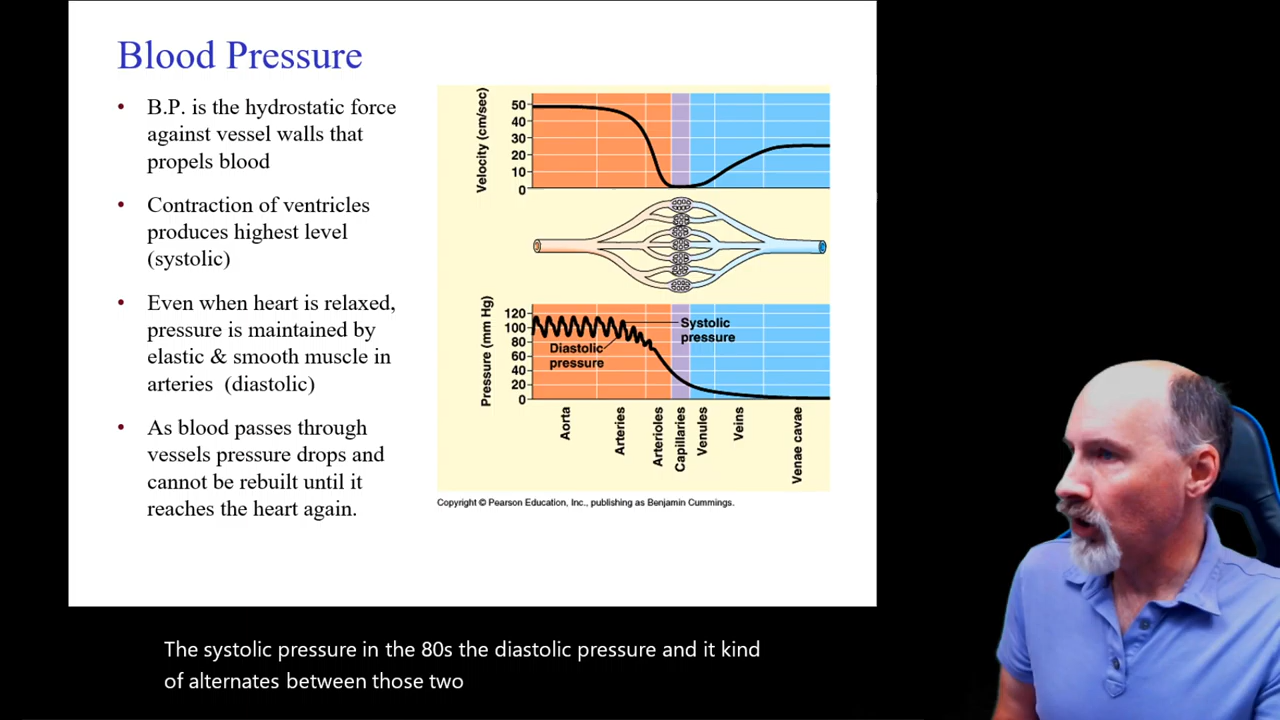 Blood Pressure
• B.P. is the hydrostatic force
against vessel walls that
propels blood
• Contraction of ventricles
produces highest level
(systolic)
• Even when heart is relaxed,
pressure is maintained by
elastic & smooth muscle in
arteries (diastolic)
• As blood passes through
vessels pressure drops and
cannot be rebuilt until it
reaches the heart again.
Velocity (cm/sec)
50
40
30
20
10
0
Pressure (mm Hg)
120
100
80
60
40
20
0
Systolic
pressure
Diastolic
pressure
Aorta
Arteries
Arterioles
Capillaries
Venules
Veins
Venae cavae
Copyright © Pearson Education, Inc., publishing as Benjamin Cummings.
The systolic pressure in the 80s the diastolic pressure and it kind
of alternates between those two